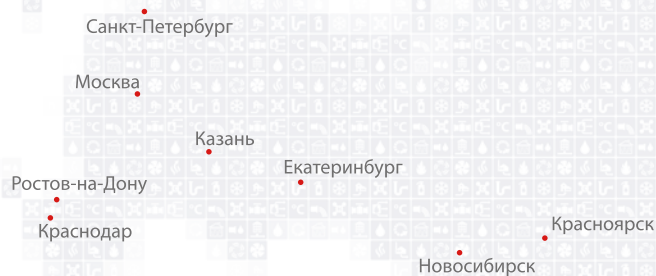 Санкт-Петербург
Москва
Казань
Екатеринбург
Ростов-на-Дону
Краснодар
Красноярск
Новосибирск